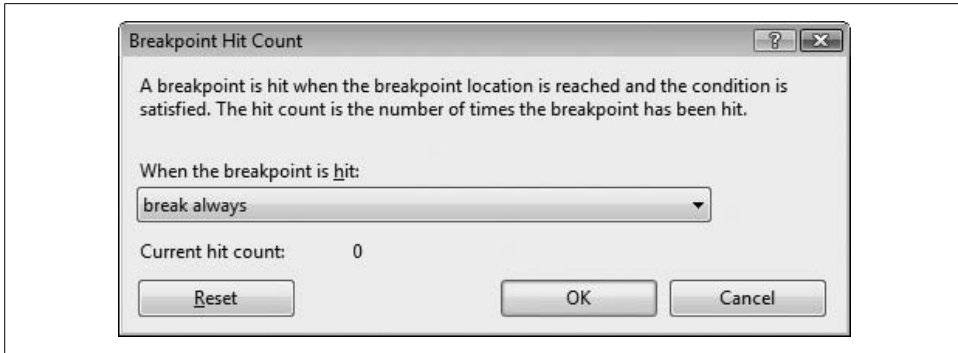 Breakpoint Hit Count
A breakpoint is hit when the breakpoint location is reached and the condition is
satisfied. The hit count is the number of times the breakpoint has been hit.
When the breakpoint is hit:
break always
Current hit count: 0
Reset OK Cancel